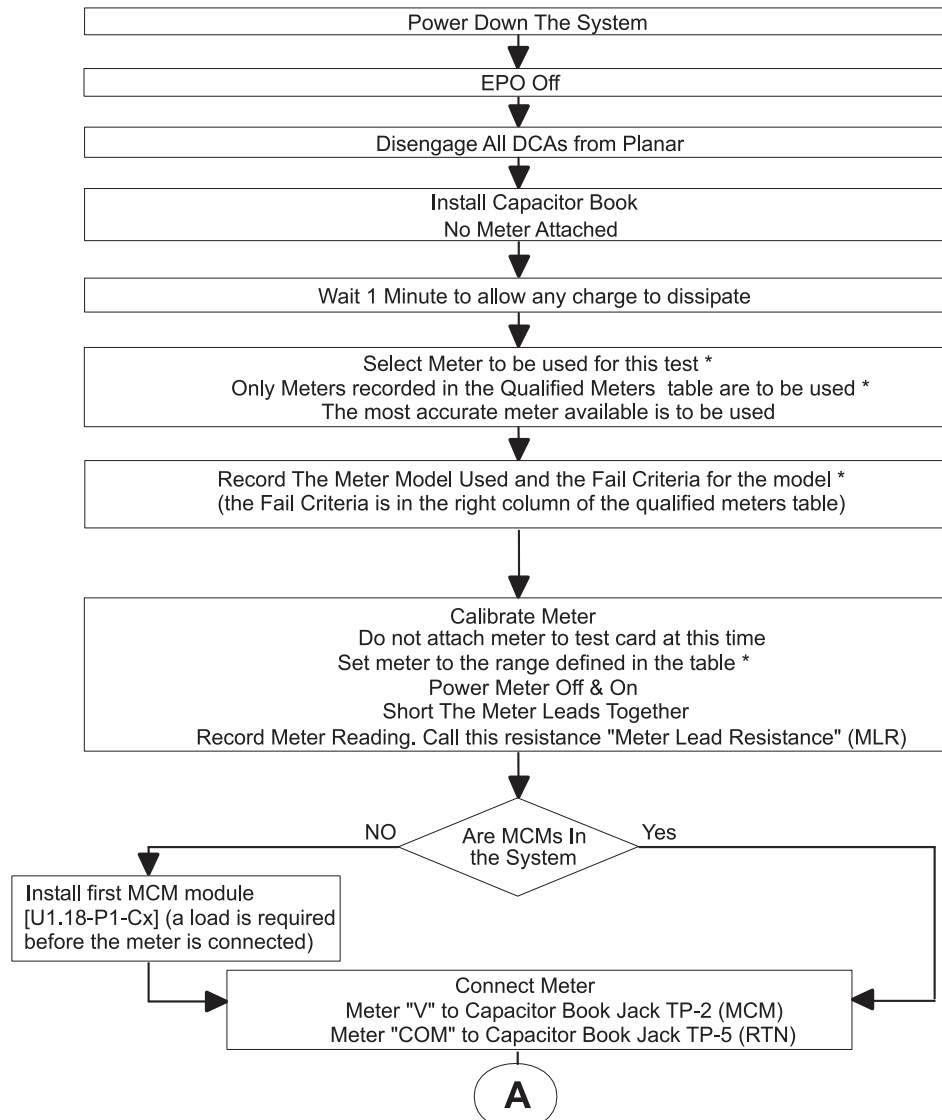 Power Down The System
EPO Off
Disengage All DCAs from Planar
Install Capacitor Book
No Meter Attached
Wait 1 Minute to allow any charge to dissipate
Select Meter to be used for this test *
Only Meters recorded in the Qualified Meters table are to be used *
The most accurate meter available is to be used
Record The Meter Model Used and the Fail Criteria for the model *
(the Fail Criteria is in the right column of the qualified meters table)
Calibrate Meter
Do not attach meter to test card at this time
Set meter to the range defined in the table *
Power Meter Off & On
Short The Meter Leads Together
Record Meter Reading. Call this resistance "Meter Lead Resistance" (MLR)
NO
Are MCMs In
the System
Yes
Install first MCM module
[U1.18-P1-Cx] (a load is required
before the meter is connected)
Connect Meter
Meter "V" to Capacitor Book Jack TP-2 (MCM)
Meter "COM" to Capacitor Book Jack TP-5 (RTN)
A